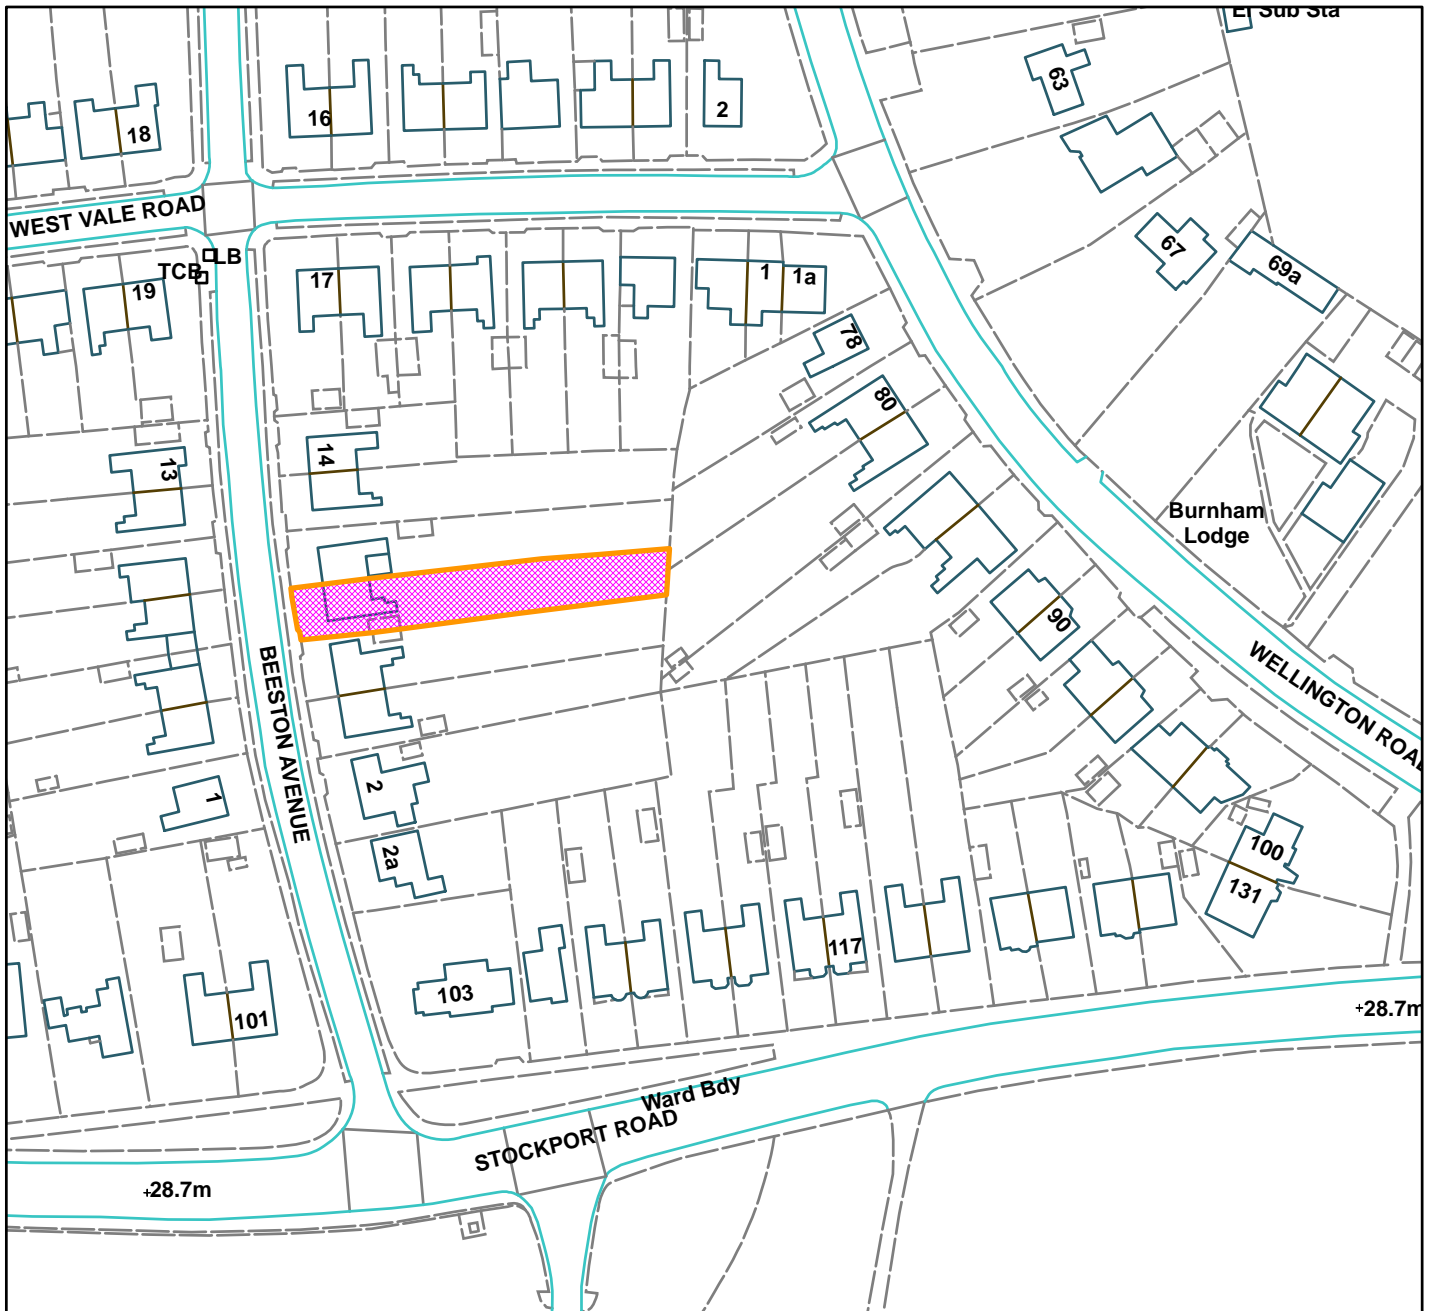 El Sub Sta
63
16
2
18
WEST VALE ROAD
LB
TCB
67
69a
17
1
1a
19
78
80
14
13
Burnham
Lodge
90
BEESTON AVENUE
WELLINGTON ROAD
2
1
2a
100
131
117
103
101
+28.7m
Ward Bdy
STOCKPORT ROAD
+28.7m